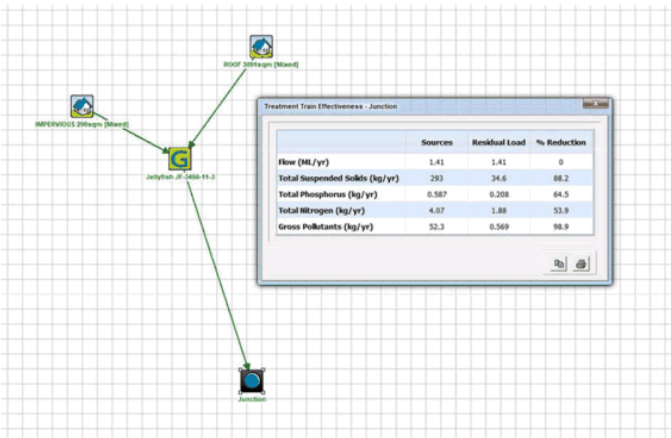 ROOF 3091sqm [Mixed]
IMPERVIOUS 290sqm [Mixed]
G
Jellyfish JF-3450-11-3
Junction
Treatment Train Effectiveness - Junction
Sources Residual Load % Reduction
Flow (ML/yr) 1.41 1.41 0
Total Suspended Solids (kg/yr) 293 34.6 88.2
Total Phosphorus (kg/yr) 0.587 0.208 64.5
Total Nitrogen (kg/yr) 4.07 1.88 53.9
Gross Pollutants (kg/yr) 52.3 0.569 98.9